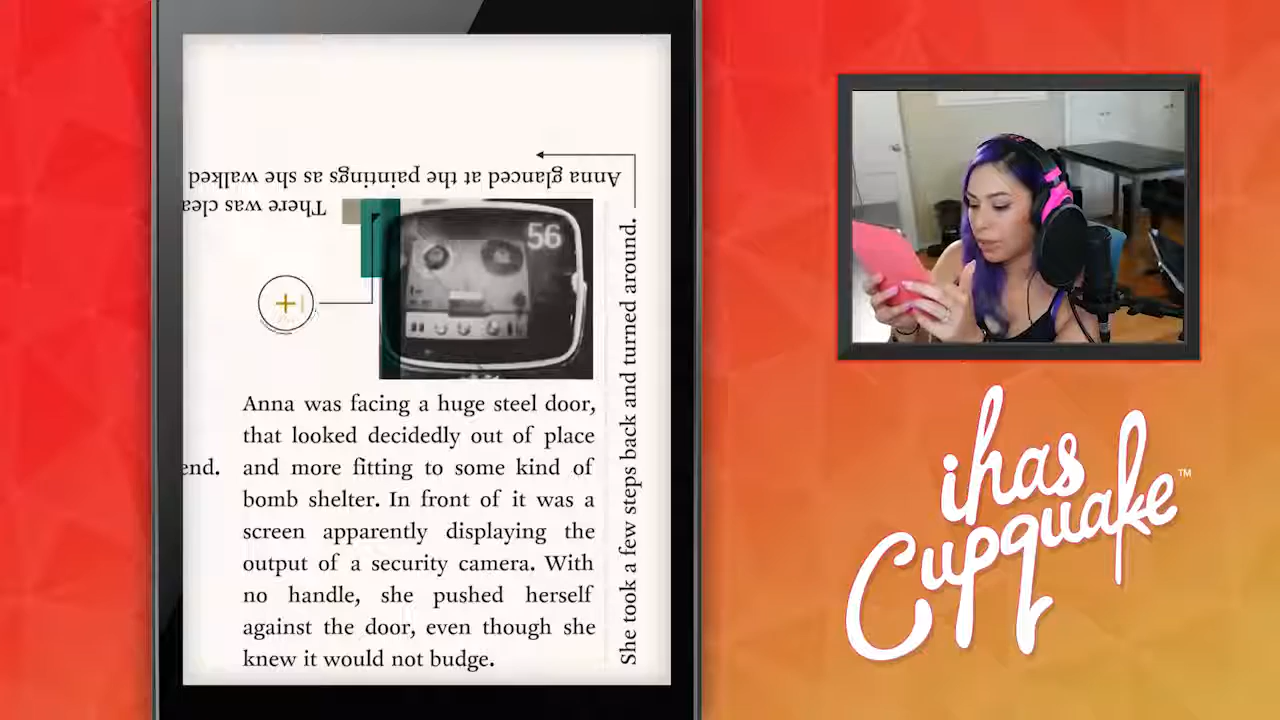 Anna glanced at the paintings as she walked
There was clea
56
Anna was facing a huge steel door,
that looked decidedly out of place
end.
and more fitting to some kind of
bomb shelter. In front of it was a
screen apparently displaying the
output of a security camera. With
no handle, she pushed herself
against the door, even though she
knew it would not budge.
She took a few steps back and turned around.
ihas
Cupquake™